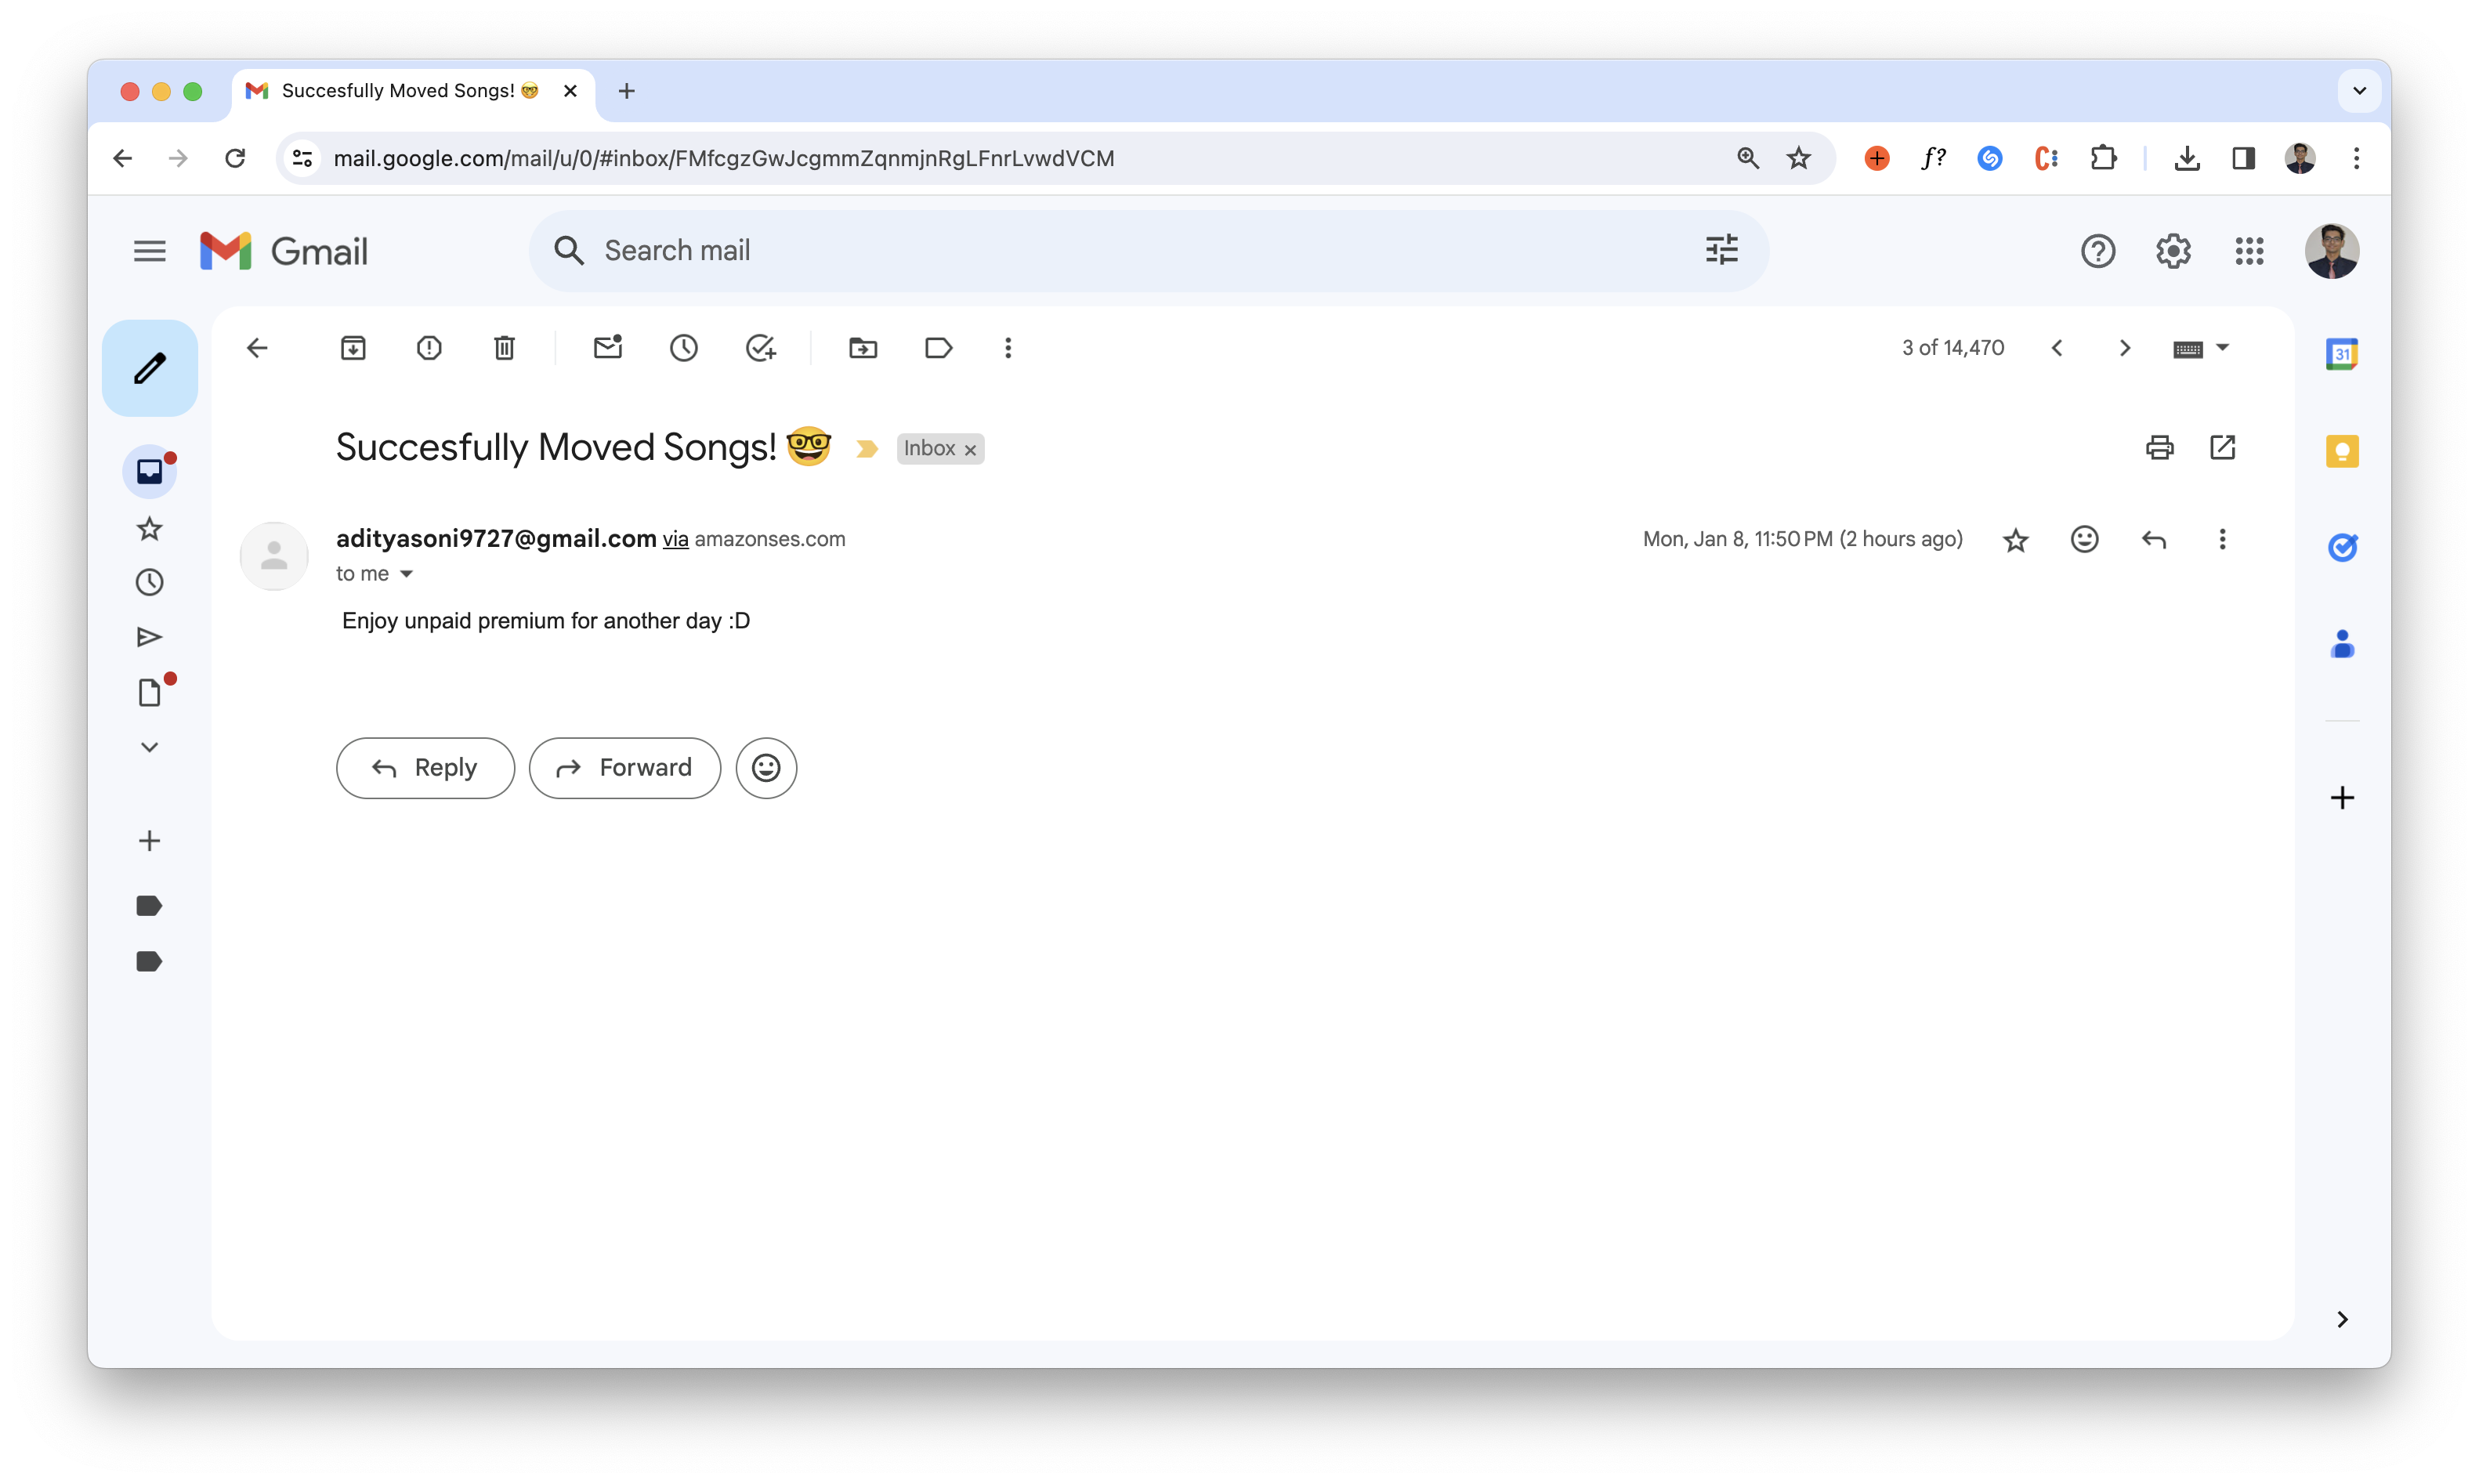 Succesfully Moved Songs! 🤓
mail.google.com/mail/u/0/#inbox/FMfcgzGwJcgmmZqnmjnRgLFnrLvwdVCM
f?
C:
Gmail
Search mail
3 of 14,470
31
Succesfully Moved Songs! 🤓
Inbox x
adityasoni9727@gmail.com via amazonses.com
Mon, Jan 8, 11:50 PM (2 hours ago)
to me
Enjoy unpaid premium for another day :D
Reply
Forward